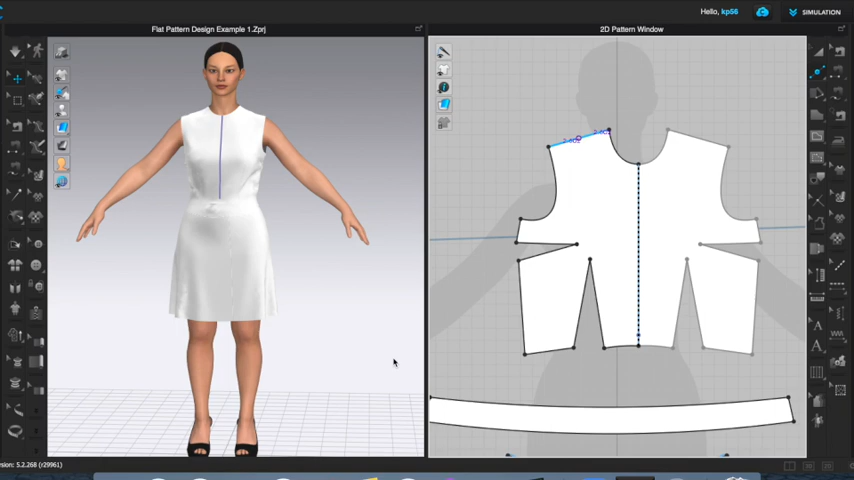 Hello, kp56
SIMULATION
Flat Pattern Design Example 1.Zprj
2D Pattern Window
rsion: 5.2.268 (r29961)